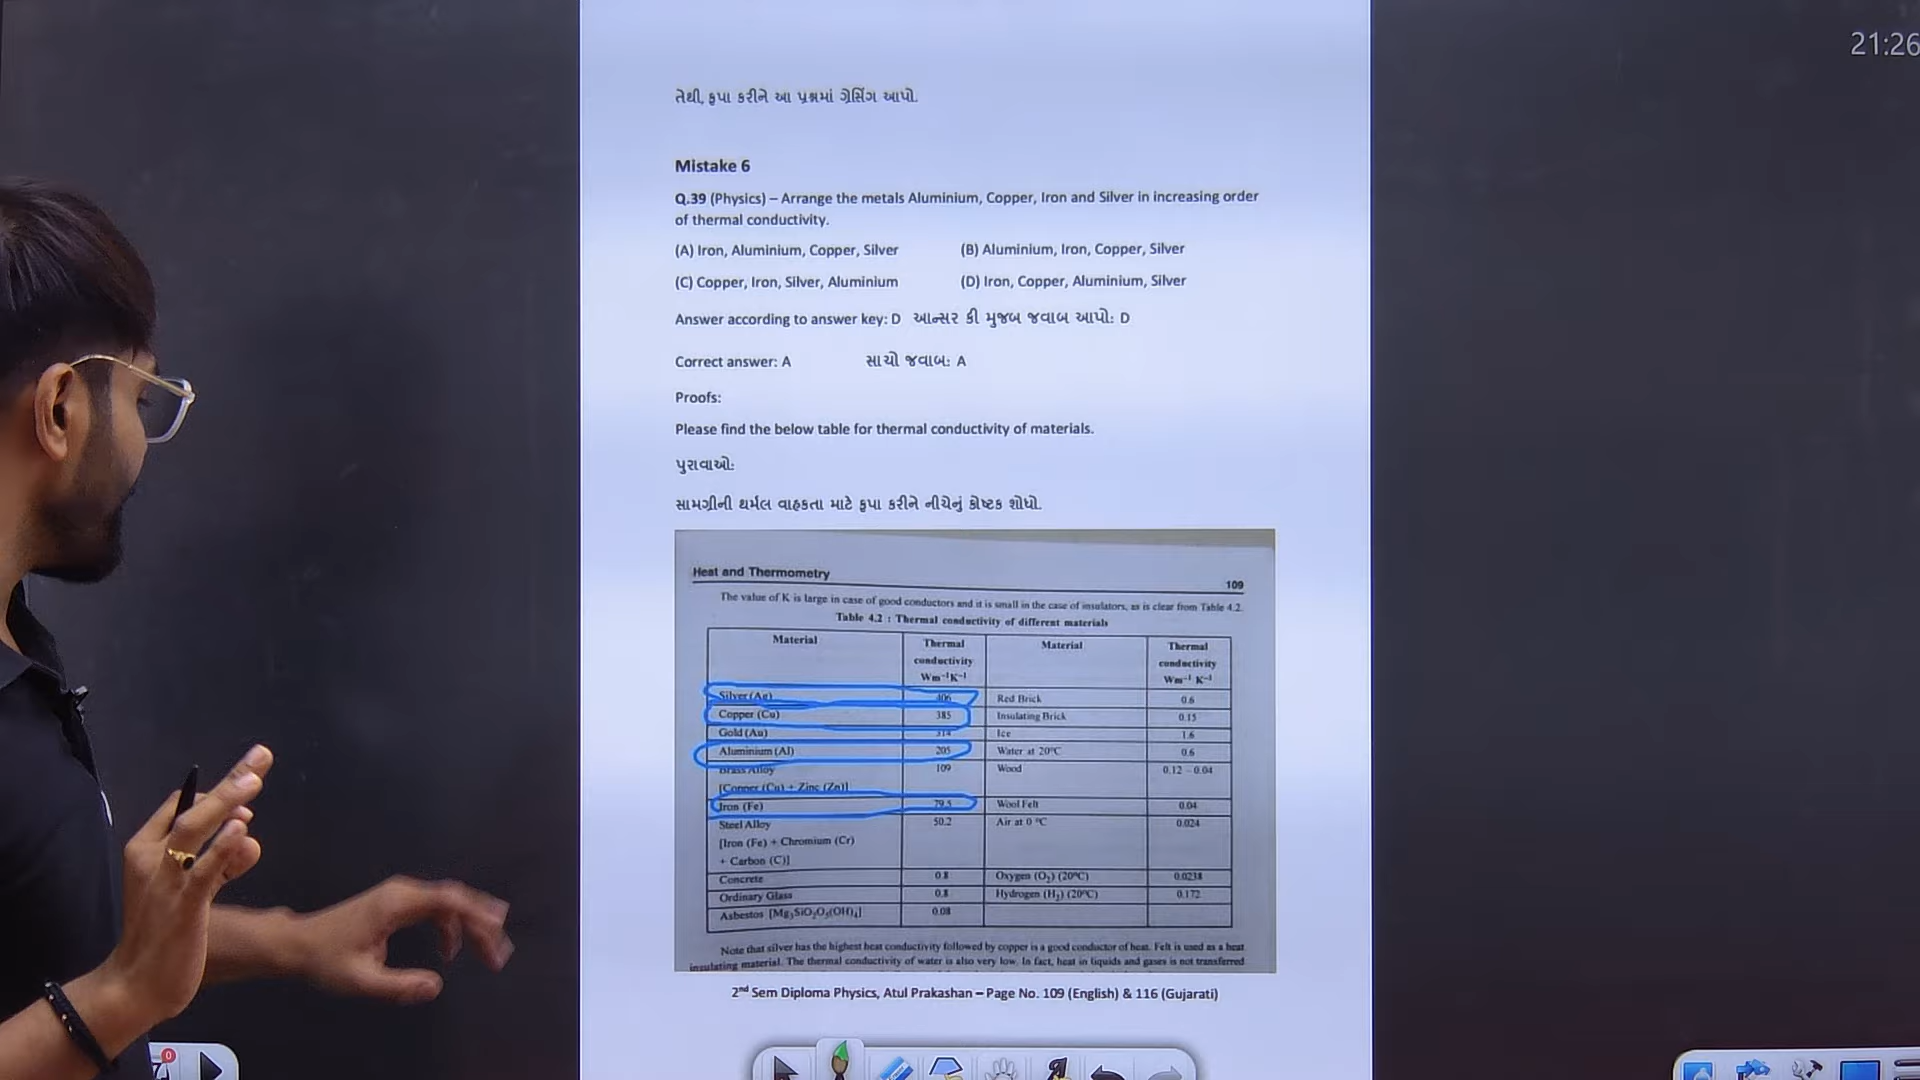 21:26
તેથી, કૃપા કરીને આ પ્રશ્નમાં ગ્રેસિંગ આપો.
Mistake 6
Q.39 (Physics) – Arrange the metals Aluminium, Copper, Iron and Silver in increasing order
of thermal conductivity.
(A) Iron, Aluminium, Copper, Silver (B) Aluminium, Iron, Copper, Silver
(C) Copper, Iron, Silver, Aluminium (D) Iron, Copper, Aluminium, Silver
Answer according to answer key: D આન્સર કી મુજબ જવાબ આપો: D
Correct answer: A સાચો જવાબ: A
Proofs:
Please find the below table for thermal conductivity of materials.
પુરાવાઓ:
સામગ્રીની થર્મલ વાહકતા માટે કૃપા કરીને નીચેનું કોષ્ટક શોધો.
Heat and Thermometry 109
The value of K is large in case of good conductors and it is small in the case of insulators, as is clear from Table 4.2.
Table 4.2 : Thermal conductivity of different materials
Material Thermal Material Thermal
conductivity conductivity
Wm⁻¹K⁻¹ Wm⁻¹ K⁻¹
Silver (Ag) 406 Red Brick 0.6
Copper (Cu) 385 Insulating Brick 0.15
Gold (Au) 314 Ice 1.6
Aluminium (Al) 205 Water at 20°C 0.6
Brass Alloy 109 Wood 0.12 - 0.04
[Copper (Cu) + Zinc (Zn)]
Iron (Fe) 79.5 Wool Felt 0.04
Steel Alloy 50.2 Air at 0 °C 0.024
[Iron (Fe) + Chromium (Cr)
+ Carbon (C)]
Concrete 0.8 Oxygen (O₂) (20°C) 0.0238
Ordinary Glass 0.8 Hydrogen (H₂) (20°C) 0.172
Asbestos 0.08
Note that silver has the highest heat conductivity followed by copper is a good conductor of heat. Felt is used as a heat
insulating material. The thermal conductivity of water is also very low. In fact, heat in liquids and gases is not transferred
2nd Sem Diploma Physics, Atul Prakashan – Page No. 109 (English) & 116 (Gujarati)
0